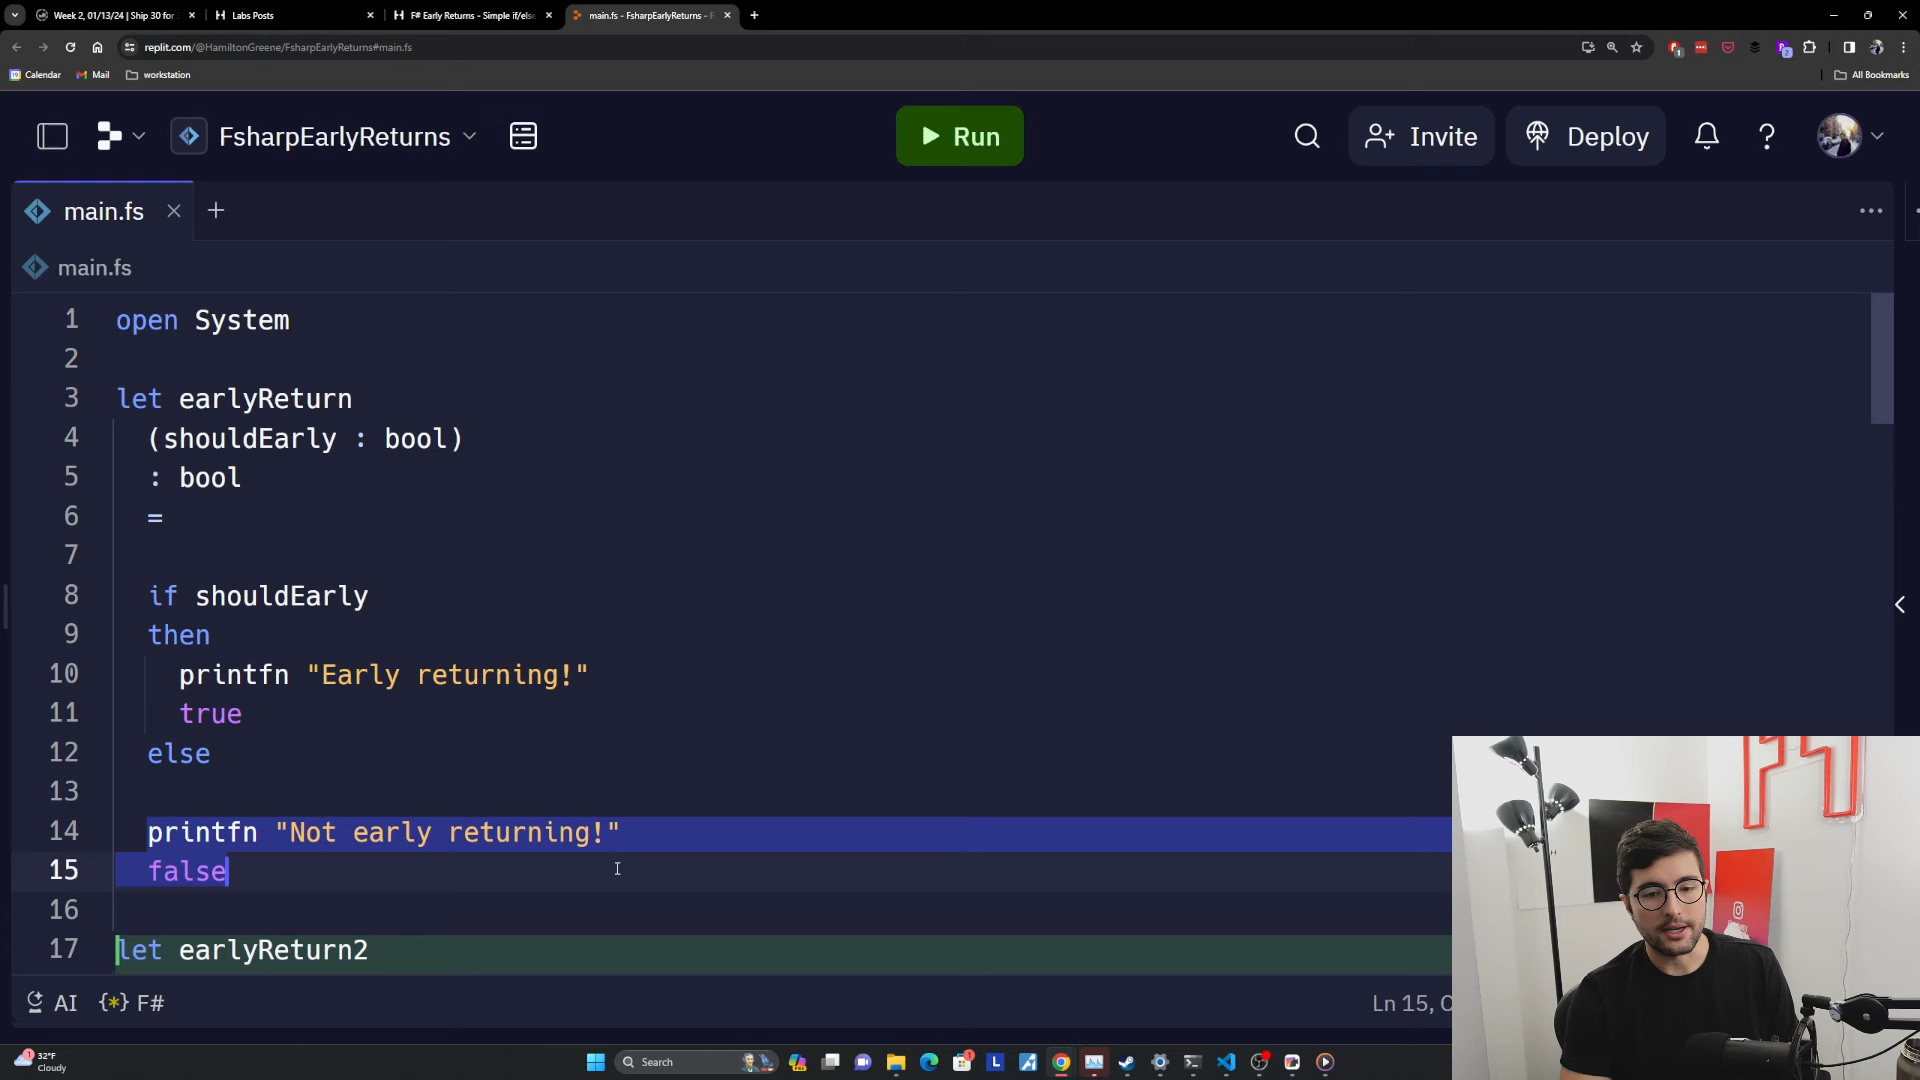 Week 2, 01/13/24 | Ship 30 for
Labs Posts
F# Early Returns - Simple if/else
main.fs - FsharpEarlyReturns -
replit.com/@HamiltonGreene/FsharpEarlyReturns#main.fs
Calendar
Mail
workstation
All Bookmarks
FsharpEarlyReturns
Run
Invite
Deploy
main.fs
main.fs
1 open System
2
3 let earlyReturn
4 (shouldEarly : bool)
5 : bool
6 =
7
8 if shouldEarly
9 then
10 printfn "Early returning!"
11 true
12 else
13
14 printfn "Not early returning!"
15 false
16
17 let earlyReturn2
AI {*} F#
Ln 15, C
32°F
Cloudy
Search